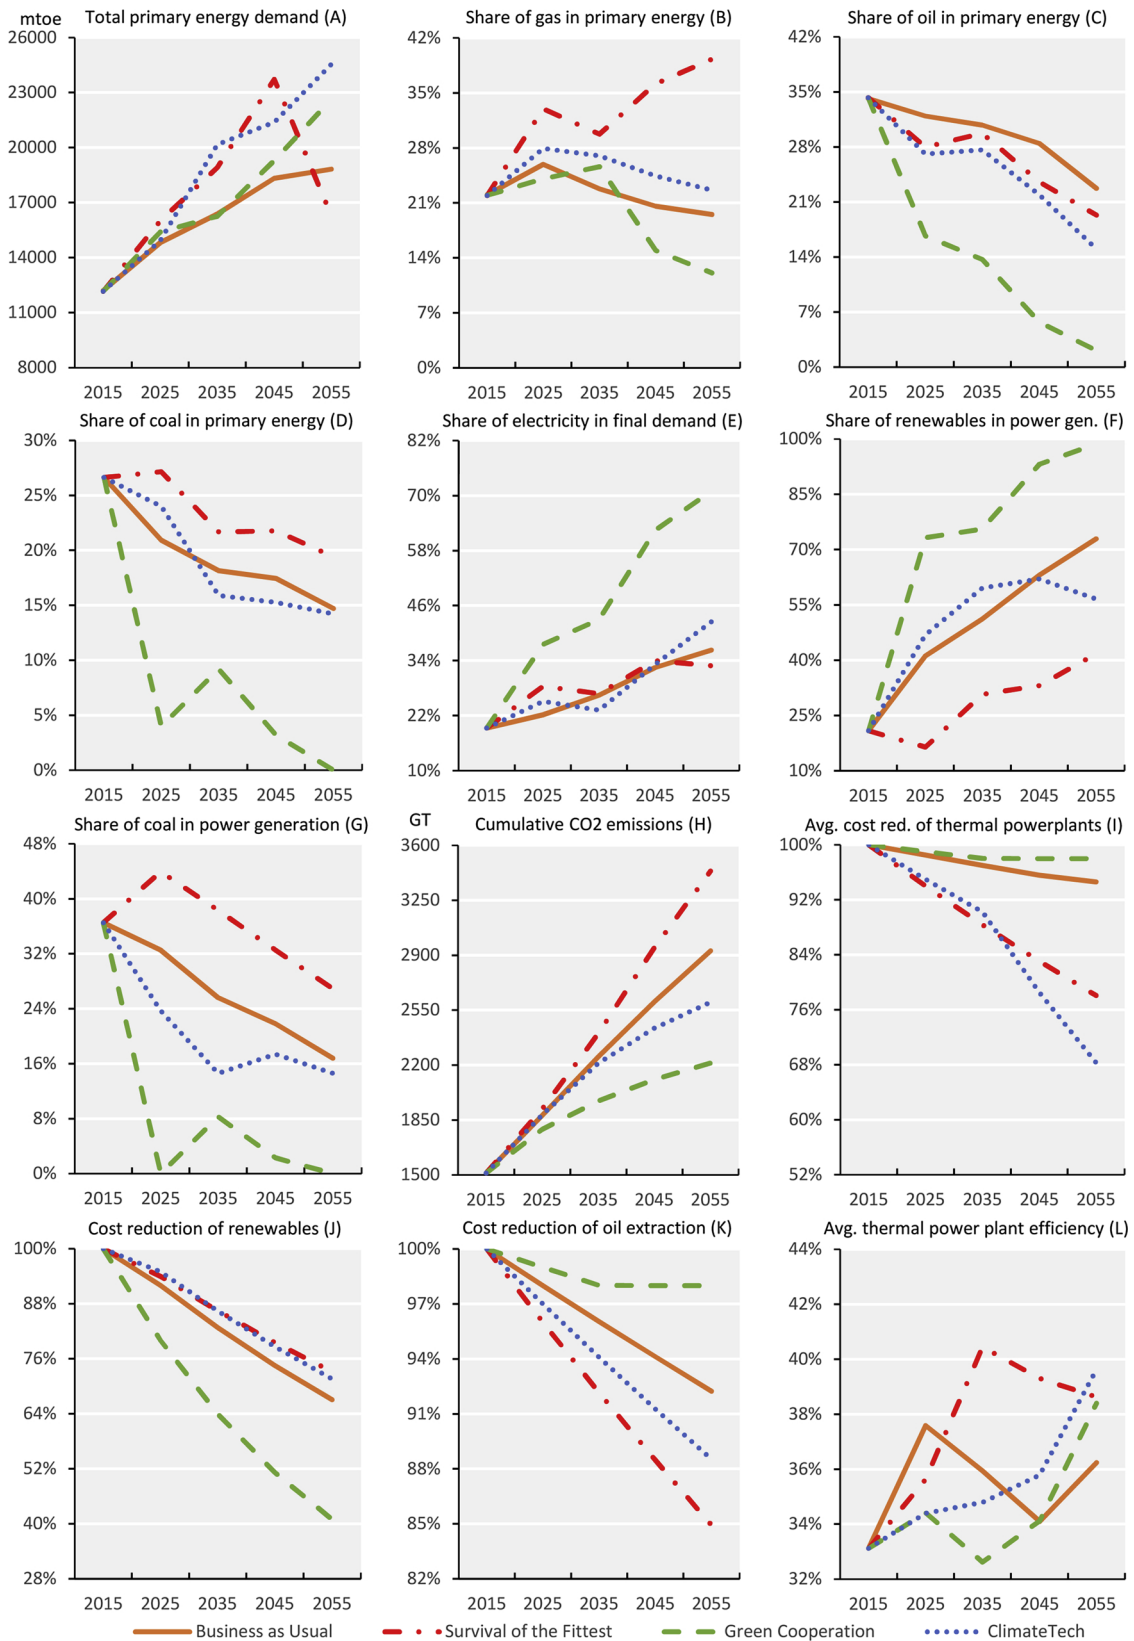 mtoe Total primary energy demand (A) Share of gas in primary energy (B) Share of oil in primary energy (C)
26000 42% 42%
23000 35% 35%
20000 28% 28%
17000 21% 21%
14000 14% 14%
11000 7% 7%
8000 0% 0%
2015 2025 2035 2045 2055 2015 2025 2035 2045 2055 2015 2025 2035 2045 2055
Share of coal in primary energy (D) Share of electricity in final demand (E) Share of renewables in power gen. (F)
30% 82% 100%
25% 70% 85%
20% 58% 70%
15% 46% 55%
10% 34% 40%
5% 22% 25%
0% 10% 10%
2015 2025 2035 2045 2055 2015 2025 2035 2045 2055 2015 2025 2035 2045 2055
Share of coal in power generation (G) GT Cumulative CO2 emissions (H) Avg. cost red. of thermal powerplants (I)
48% 3600 100%
40% 3250 92%
32% 2900 84%
24% 2550 76%
16% 2200 68%
8% 1850 60%
0% 1500 52%
2015 2025 2035 2045 2055 2015 2025 2035 2045 2055 2015 2025 2035 2045 2055
Cost reduction of renewables (J) Cost reduction of oil extraction (K) Avg. thermal power plant efficiency (L)
100% 100% 44%
88% 97% 42%
76% 94% 40%
64% 91% 38%
52% 88% 36%
40% 85% 34%
28% 82% 32%
2015 2025 2035 2045 2055 2015 2025 2035 2045 2055 2015 2025 2035 2045 2055
Business as Usual Survival of the Fittest Green Cooperation ClimateTech